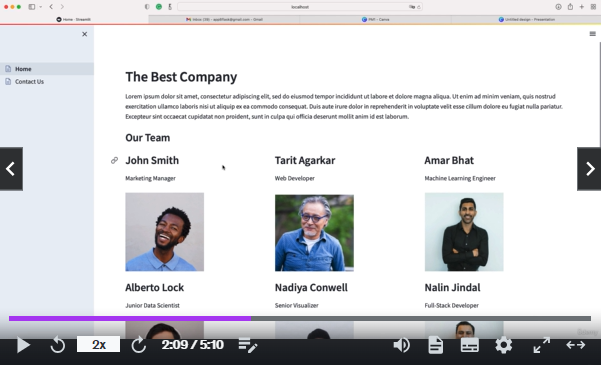 localhost
Home · Streamlit
Inbox (39) - appl69osx@gmail.com - Gmail
PMY - Canva
Untitled design - Presentation
Home
Contact Us
The Best Company
Lorem ipsum dolor sit amet, consectetur adipiscing elit, sed do eiusmod tempor incididunt ut labore et dolore magna aliqua. Ut enim ad minim veniam, quis nostrud
exercitation ullamco laboris nisi ut aliquip ex ea commodo consequat. Duis aute irure dolor in reprehenderit in voluptate velit esse cillum dolore eu fugiat nulla pariatur.
Excepteur sint occaecat cupidatat non proident, sunt in culpa qui officia deserunt mollit anim id est laborum.
Our Team
John Smith
Tarit Agarkar
Amar Bhat
Marketing Manager
Web Developer
Machine Learning Engineer
Alberto Lock
Nadiya Conwell
Nalin Jindal
Junior Data Scientist
Senior Visualizer
Full-Stack Developer
Udemy
2x
2:09 / 5:10